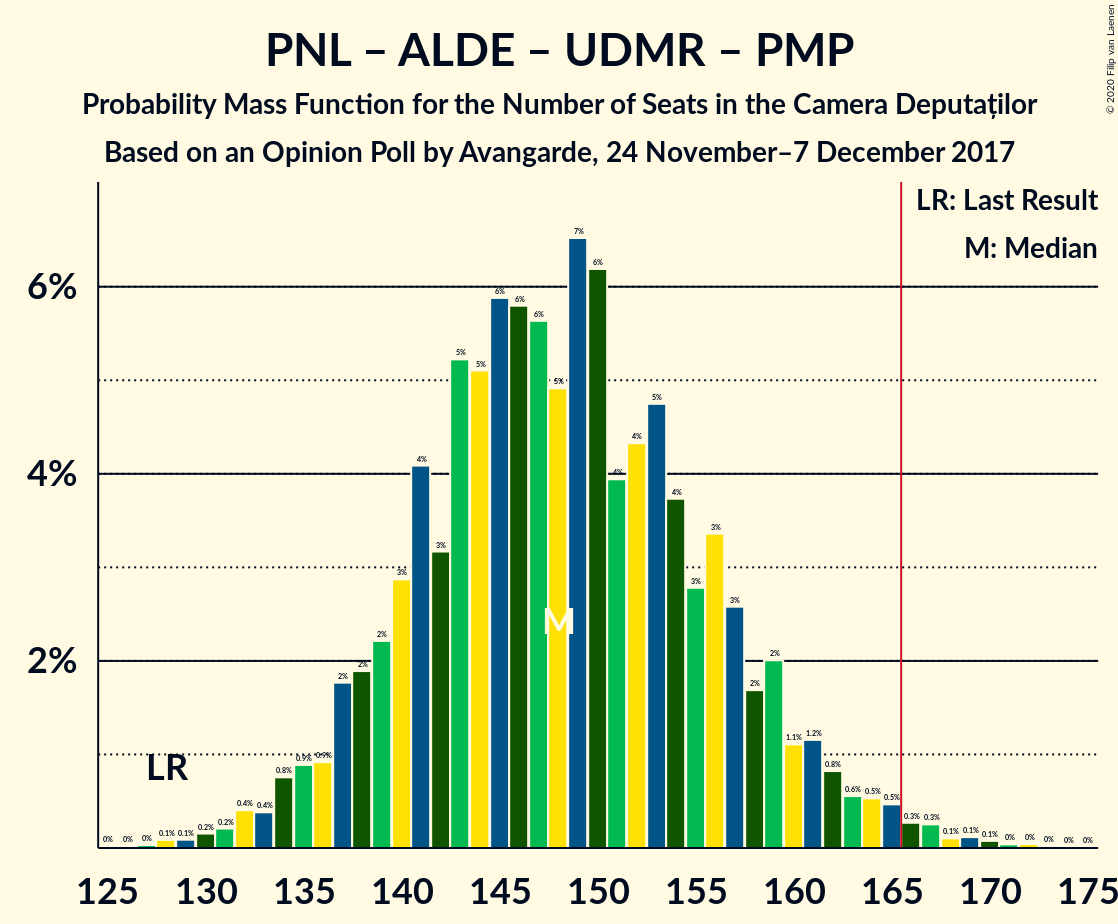 PNL – ALDE – UDMR – PMP
Probability Mass Function for the Number of Seats in the Camera Deputaților
Based on an Opinion Poll by Avangarde, 24 November–7 December 2017
© 2020 Filip van Laenen
LR: Last Result
M: Median
6%
4%
2%
LR
M
0% 0% 0% 0.1% 0.1% 0.2% 0.2% 0.4% 0.4% 0.8% 0.9% 0.9% 2% 2% 2% 3% 4% 3% 5% 5% 6% 6% 6% 5% 7% 6% 4% 4% 5% 4% 3% 3% 3% 2% 2% 1.1% 1.2% 0.8% 0.6% 0.5% 0.5% 0.3% 0.3% 0.1% 0.1% 0.1% 0% 0% 0% 0% 0%
125 130 135 140 145 150 155 160 165 170 175